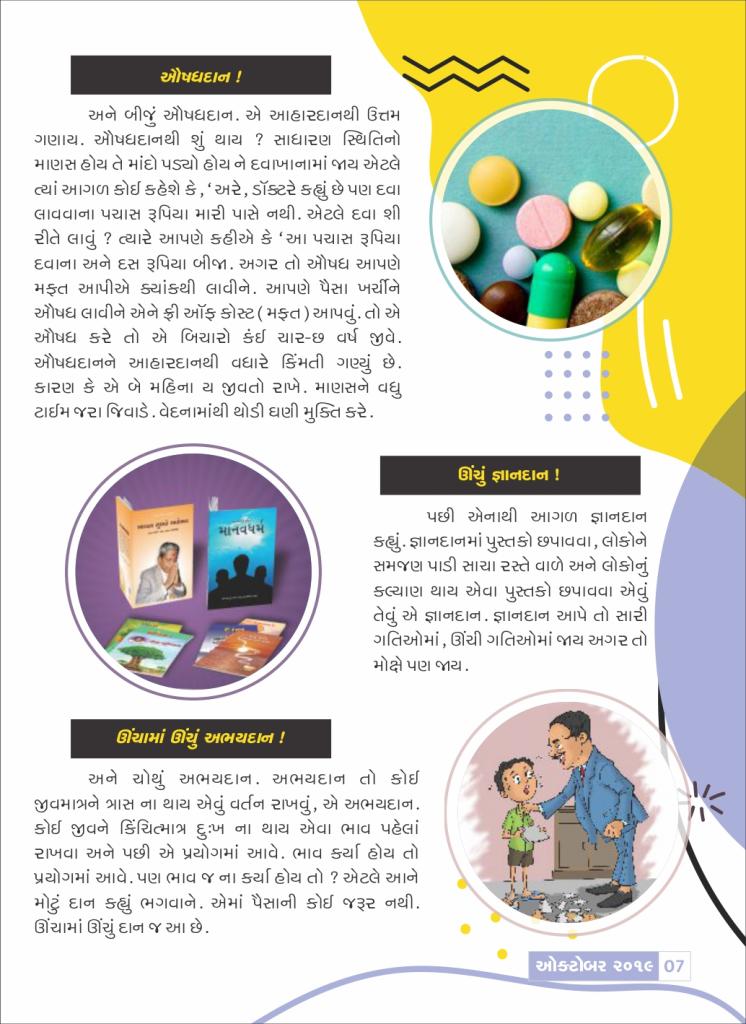 ઔષધદાન !
અને બીજું ઔષધદાન. એ આહારદાનથી ઉત્તમ
ગણાય. ઔષધદાનથી શું થાય ? સાધારણ સ્થિતિનો
માણસ હોય તે માંદો પડ્યો હોય ને દવાખાનામાં જાય એટલે
ત્યાં આગળ કોઈ કહેશે કે, ‘અરે, ડૉક્ટરે કહ્યું છે પણ દવા
લાવવાના પચાસ રૂપિયા મારી પાસે નથી. એટલે દવા શી
રીતે લાવું ? ત્યારે આપણે કહીએ કે ‘આ પચાસ રૂપિયા
દવાના અને દસ રૂપિયા બીજા. અગર તો ઔષધ આપણે
મફત આપીએ ક્યાંકથી લાવીને. આપણે પૈસા ખર્ચીને
ઔષધ લાવીને એને ફ્રી ઑફ કોસ્ટ (મફત) આપવું. તો એ
ઔષધ કરે તો એ બિચારો કંઈ ચાર-છ વર્ષ જીવે.
ઔષધદાનને આહારદાનથી વધારે કિંમતી ગણ્યું છે.
કારણ કે એ બે મહિના ય જીવતો રાખે. માણસને વધુ
ટાઈમ જરા જિવાડે. વેદનામાંથી થોડી ઘણી મુક્તિ કરે.
ઊંચું જ્ઞાનદાન !
પછી એનાથી આગળ જ્ઞાનદાન
કહ્યું. જ્ઞાનદાનમાં પુસ્તકો છપાવવા, લોકોને
સમજણ પાડી સાચા રસ્તે વાળે અને લોકોનું
કલ્યાણ થાય એવા પુસ્તકો છપાવવા એવું
તેવું એ જ્ઞાનદાન. જ્ઞાનદાન આપે તો સારી
ગતિઓમાં, ઊંચી ગતિઓમાં જાય અગર તો
મોક્ષે પણ જાય.
માનવધર્મ
ઊંચામાં ઊંચું અભયદાન !
અને ચોથું અભયદાન. અભયદાન તો કોઈ
જીવમાત્રને ત્રાસ ના થાય એવું વર્તન રાખવું, એ અભયદાન.
કોઈ જીવને કિંચિત્માત્ર દુઃખ ના થાય એવા ભાવ પહેલાં
રાખવા અને પછી એ પ્રયોગમાં આવે. ભાવ કર્યા હોય તો
પ્રયોગમાં આવે. પણ ભાવ જ ના કર્યા હોય તો ? એટલે આને
મોટું દાન કહ્યું ભગવાને. એમાં પૈસાની કોઈ જરૂર નથી.
ઊંચામાં ઊંચું દાન જ આ છે.
ઓક્ટોબર ૨૦૧૯ 07